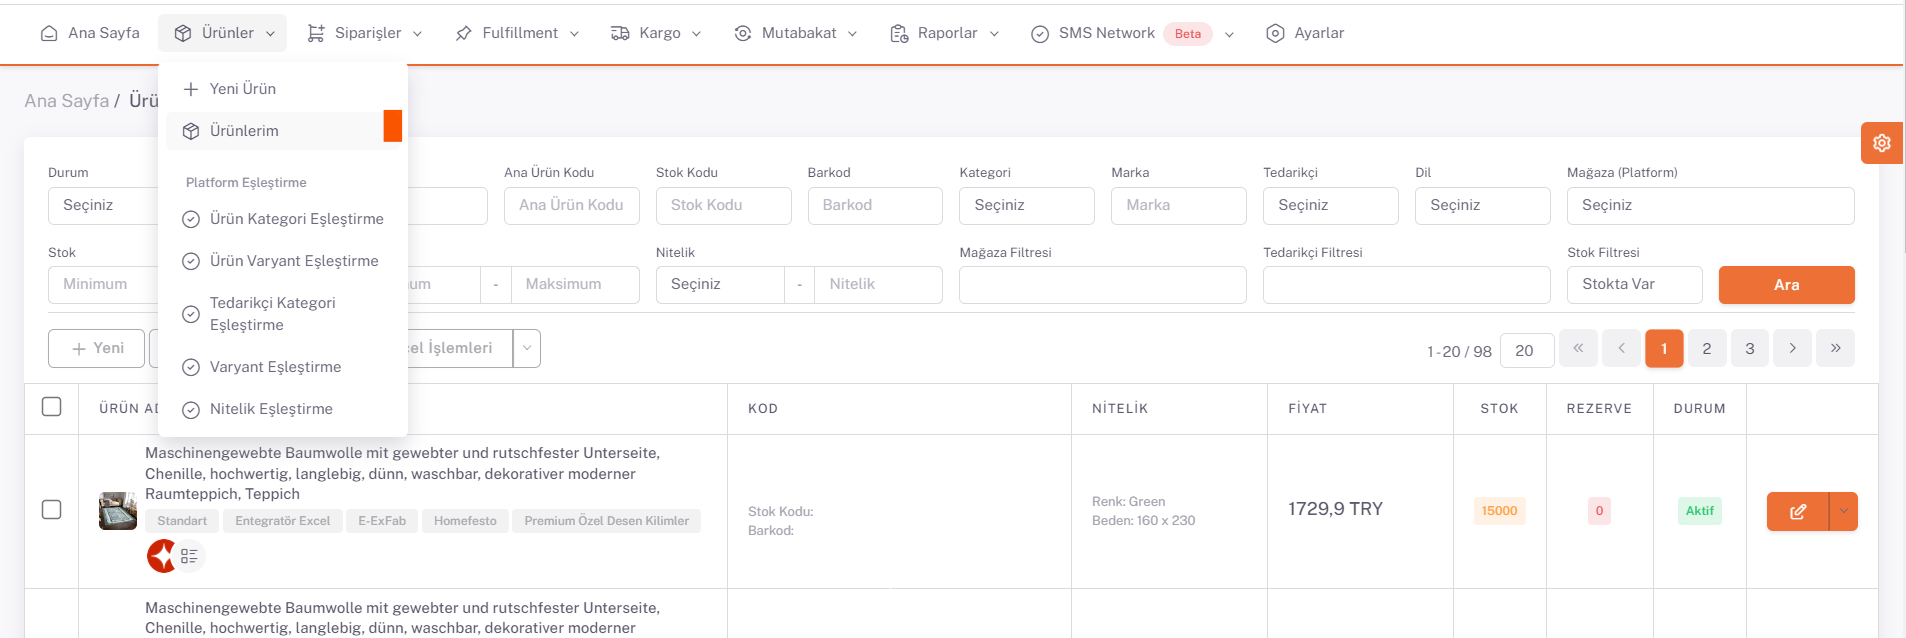 Ana Sayfa
Ürünler
Siparişler
Fulfillment
Kargo
Mutabakat
Raporlar
SMS Network Beta
Ayarlar
Ana Sayfa /
Yeni Ürün
Ürünlerim
Platform Eşleştirme
Ürün Kategori Eşleştirme
Ürün Varyant Eşleştirme
Tedarikçi Kategori
Eşleştirme
Varyant Eşleştirme
Nitelik Eşleştirme
Durum
Seçiniz
Ana Ürün Kodu
Ana Ürün Kodu
Stok Kodu
Stok Kodu
Barkod
Barkod
Kategori
Seçiniz
Marka
Marka
Tedarikçi
Seçiniz
Dil
Seçiniz
Mağaza (Platform)
Seçiniz
Stok
Minimum
- Maksimum
Nitelik
Seçiniz - Nitelik
Mağaza Filtresi
Tedarikçi Filtresi
Stok Filtresi
Stokta Var
Ara
+ Yeni
İşlemleri
1-20 / 98 20 « ‹ 1 2 3 › »
ÜRÜN
KOD
NİTELİK
FİYAT
STOK
REZERVE
DURUM
Maschinengewebte Baumwolle mit gewebter und rutschfester Unterseite,
Chenille, hochwertig, langlebig, dünn, waschbar, dekorativer moderner
Raumteppich, Teppich
Standart Entegratör Excel E-ExFab Homefesto Premium Özel Desen Kilimler
Stok Kodu:
Barkod:
Renk: Green
Beden: 160 x 230
1729,9 TRY
15000
0
Aktif
Maschinengewebte Baumwolle mit gewebter und rutschfester Unterseite,
Chenille, hochwertig, langlebig, dünn, waschbar, dekorativer moderner